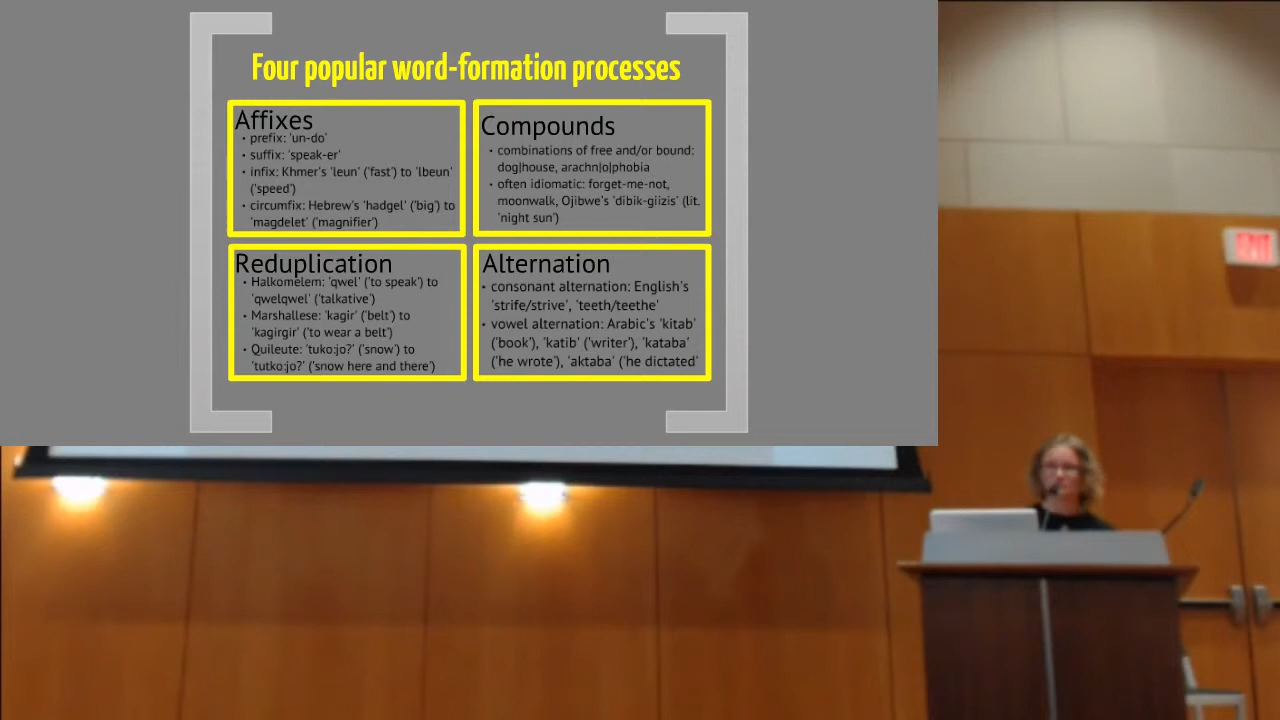 Four popular word-formation processes
Affixes
• prefix: 'un-do'
• suffix: 'speak-er'
• infix: Khmer's 'leun' ('fast') to 'lbeun'
('speed')
• circumfix: Hebrew's 'hadgel' ('big') to
'magdelet' ('magnifier')
Compounds
• combinations of free and/or bound:
dog|house, arachn|o|phobia
• often idiomatic: forget-me-not,
moonwalk, Ojibwe's 'dibik-giizis' (lit.
'night sun')
Reduplication
• Halkomelem: 'qwel' ('to speak') to
'qwelqwel' ('talkative')
• Marshallese: 'kagir' ('belt') to
'kagirgir' ('to wear a belt')
• Quileute: 'tuko:jo?' ('snow') to
'tutko:jo?' ('snow here and there')
Alternation
• consonant alternation: English's
'strife/strive', 'teeth/teethe'
• vowel alternation: Arabic's 'kitab'
('book'), 'katib' ('writer'), 'kataba'
('he wrote'), 'aktaba' ('he dictated'
EXIT